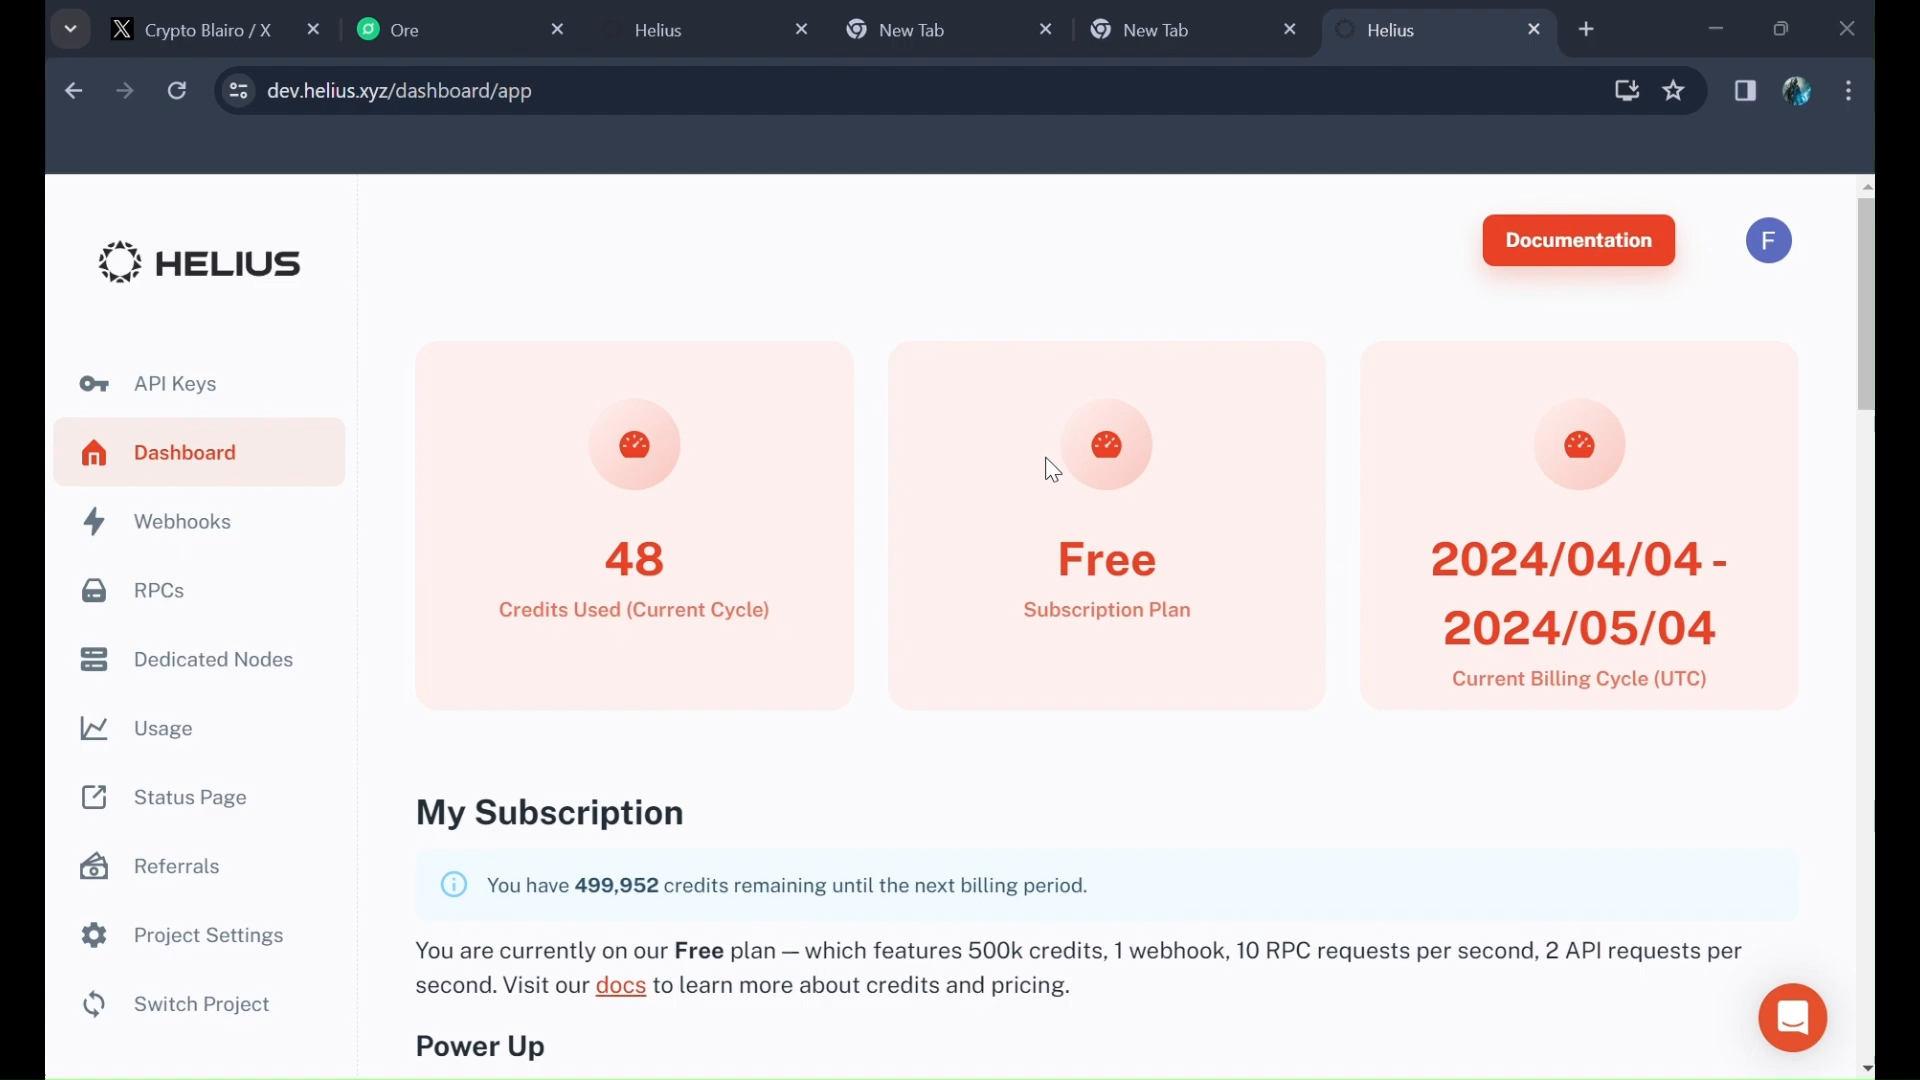 Crypto Blairo / X
Ore
Helius
New Tab
New Tab
Helius
dev.helius.xyz/dashboard/app
HELIUS
Documentation
F
API Keys
Dashboard
Webhooks
RPCs
Dedicated Nodes
Usage
Status Page
Referrals
Project Settings
Switch Project
48
Credits Used (Current Cycle)
Free
Subscription Plan
2024/04/04 -
2024/05/04
Current Billing Cycle (UTC)
My Subscription
You have 499,952 credits remaining until the next billing period.
You are currently on our Free plan — which features 500k credits, 1 webhook, 10 RPC requests per second, 2 API requests per
second. Visit our docs to learn more about credits and pricing.
Power Up